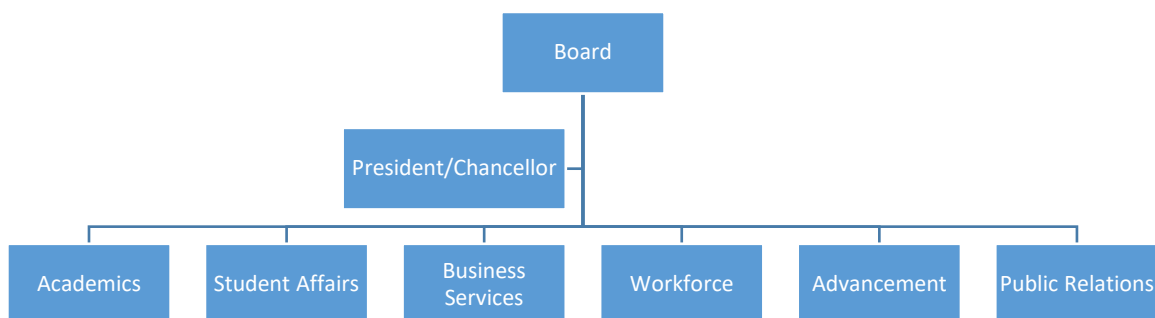 Board
President/Chancellor
Academics
Student Affairs
Business
Services
Workforce
Advancement
Public Relations